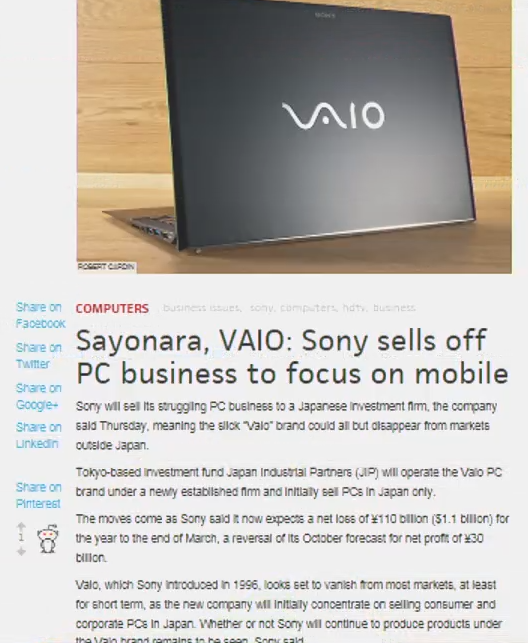 SONY
VAIO
ROBERT CARDIN
Share on
Facebook
Share on
Twitter
Share on
Google+
Share on
LinkedIn
Share on
Pinterest
1
COMPUTERS business issues, sony, computers, hdtv, business
Sayonara, VAIO: Sony sells off
PC business to focus on mobile
Sony will sell its struggling PC business to a Japanese investment firm, the company
said Thursday, meaning the slick "Vaio" brand could all but disappear from markets
outside Japan.
Tokyo-based investment fund Japan Industrial Partners (JIP) will operate the Vaio PC
brand under a newly established firm and initially sell PCs in Japan only.
The moves come as Sony said it now expects a net loss of ¥110 billion ($1.1 billion) for
the year to the end of March, a reversal of its October forecast for net profit of ¥30
billion.
Vaio, which Sony introduced in 1996, looks set to vanish from most markets, at least
for short term, as the new company will initially concentrate on selling consumer and
corporate PCs in Japan. Whether or not Sony will continue to produce products under
the Vaio brand remains to be seen, Sony said.